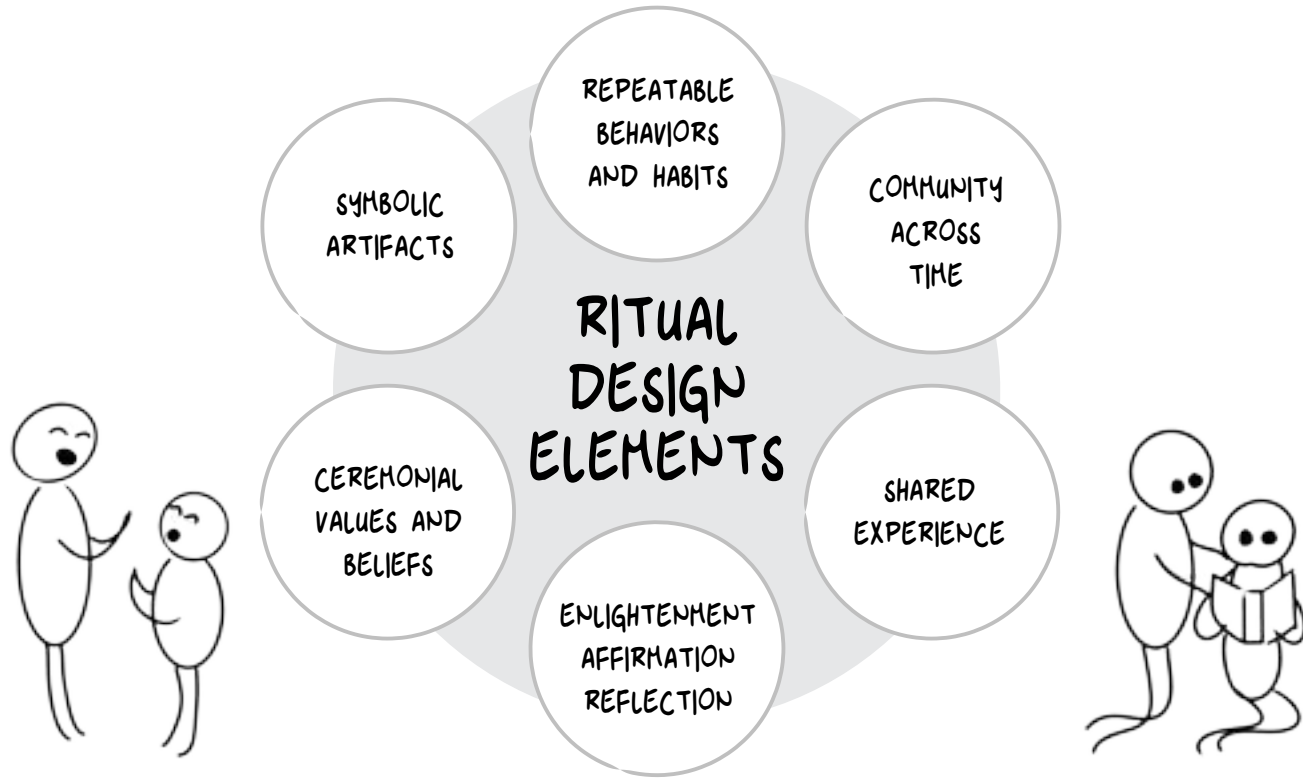 REPEATABLE
BEHAVIORS
AND HABITS
SYMBOLIC
ARTIFACTS
COMMUNITY
ACROSS
TIME
RITUAL
DESIGN
ELEMENTS
CEREMONIAL
VALUES AND
BELIEFS
SHARED
EXPERIENCE
ENLIGHTENMENT
AFFIRMATION
REFLECTION